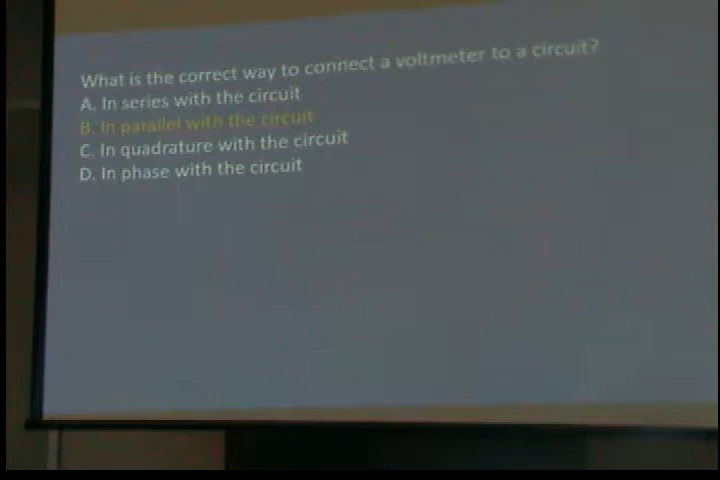 What is the correct way to connect a voltmeter to a circuit?
A. In series with the circuit
B. In parallel with the circuit
C. In quadrature with the circuit
D. In phase with the circuit